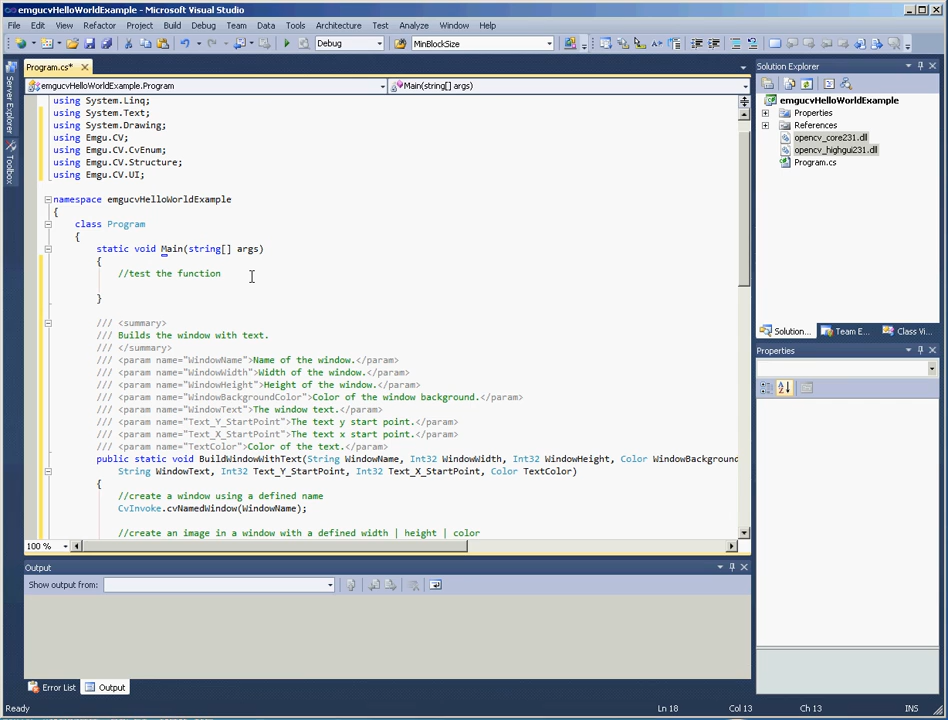 emgucvHelloWorldExample - Microsoft Visual Studio
File Edit View Refactor Project Build Debug Team Data Tools Architecture Test Analyze Window Help
Debug MinBlockSize
Program.cs* ×
Solution Explorer
emgucvHelloWorldExample.Program
Main(string[] args)
Server Explorer
Toolbox
using System.Linq;
using System.Text;
using System.Drawing;
using Emgu.CV;
using Emgu.CV.CvEnum;
using Emgu.CV.Structure;
using Emgu.CV.UI;
namespace emgucvHelloWorldExample
{
class Program
{
static void Main(string[] args)
{
//test the function
}
/// <summary>
/// Builds the window with text.
/// </summary>
/// <param name="WindowName">Name of the window.</param>
/// <param name="WindowWidth">Width of the window.</param>
/// <param name="WindowHeight">Height of the window.</param>
/// <param name="WindowBackgroundColor">Color of the window background.</param>
/// <param name="WindowText">The window text.</param>
/// <param name="Text_Y_StartPoint">The text y start point.</param>
/// <param name="Text_X_StartPoint">The text x start point.</param>
/// <param name="TextColor">Color of the text.</param>
public static void BuildWindowWithText(String WindowName, Int32 WindowWidth, Int32 WindowHeight, Color WindowBackground
String WindowText, Int32 Text_Y_StartPoint, Int32 Text_X_StartPoint, Color TextColor)
{
//create a window using a defined name
CvInvoke.cvNamedWindow(WindowName);
//create an image in a window with a defined width | height | color
100 %
emgucvHelloWorldExample
Properties
References
opencv_core231.dll
opencv_highgui231.dll
Program.cs
Solution... Team E... Class Vi...
Properties
Output
Show output from:
Error List Output
Ready Ln 18 Col 13 Ch 13 INS